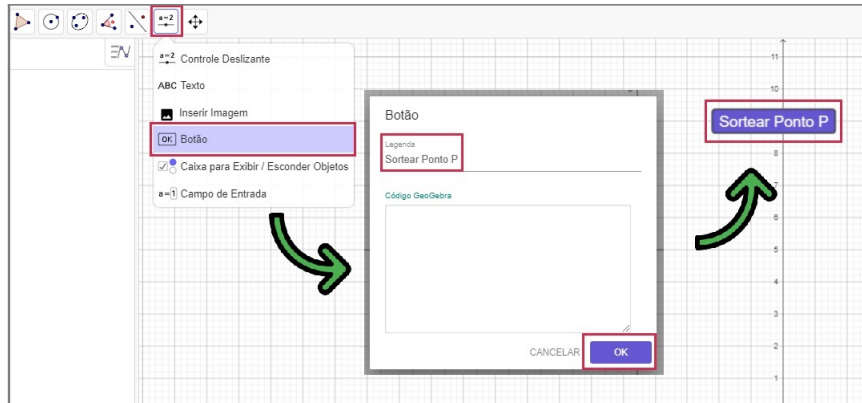 a=2
a=2 Controle Deslizante
ABC Texto
Inserir Imagem
OK Botão
Caixa para Exibir / Esconder Objetos
a=1 Campo de Entrada
Botão
Legenda
Sortear Ponto P
Código GeoGebra
CANCELAR
OK
Sortear Ponto P
11
10
8
7
6
5
4
3
2
1